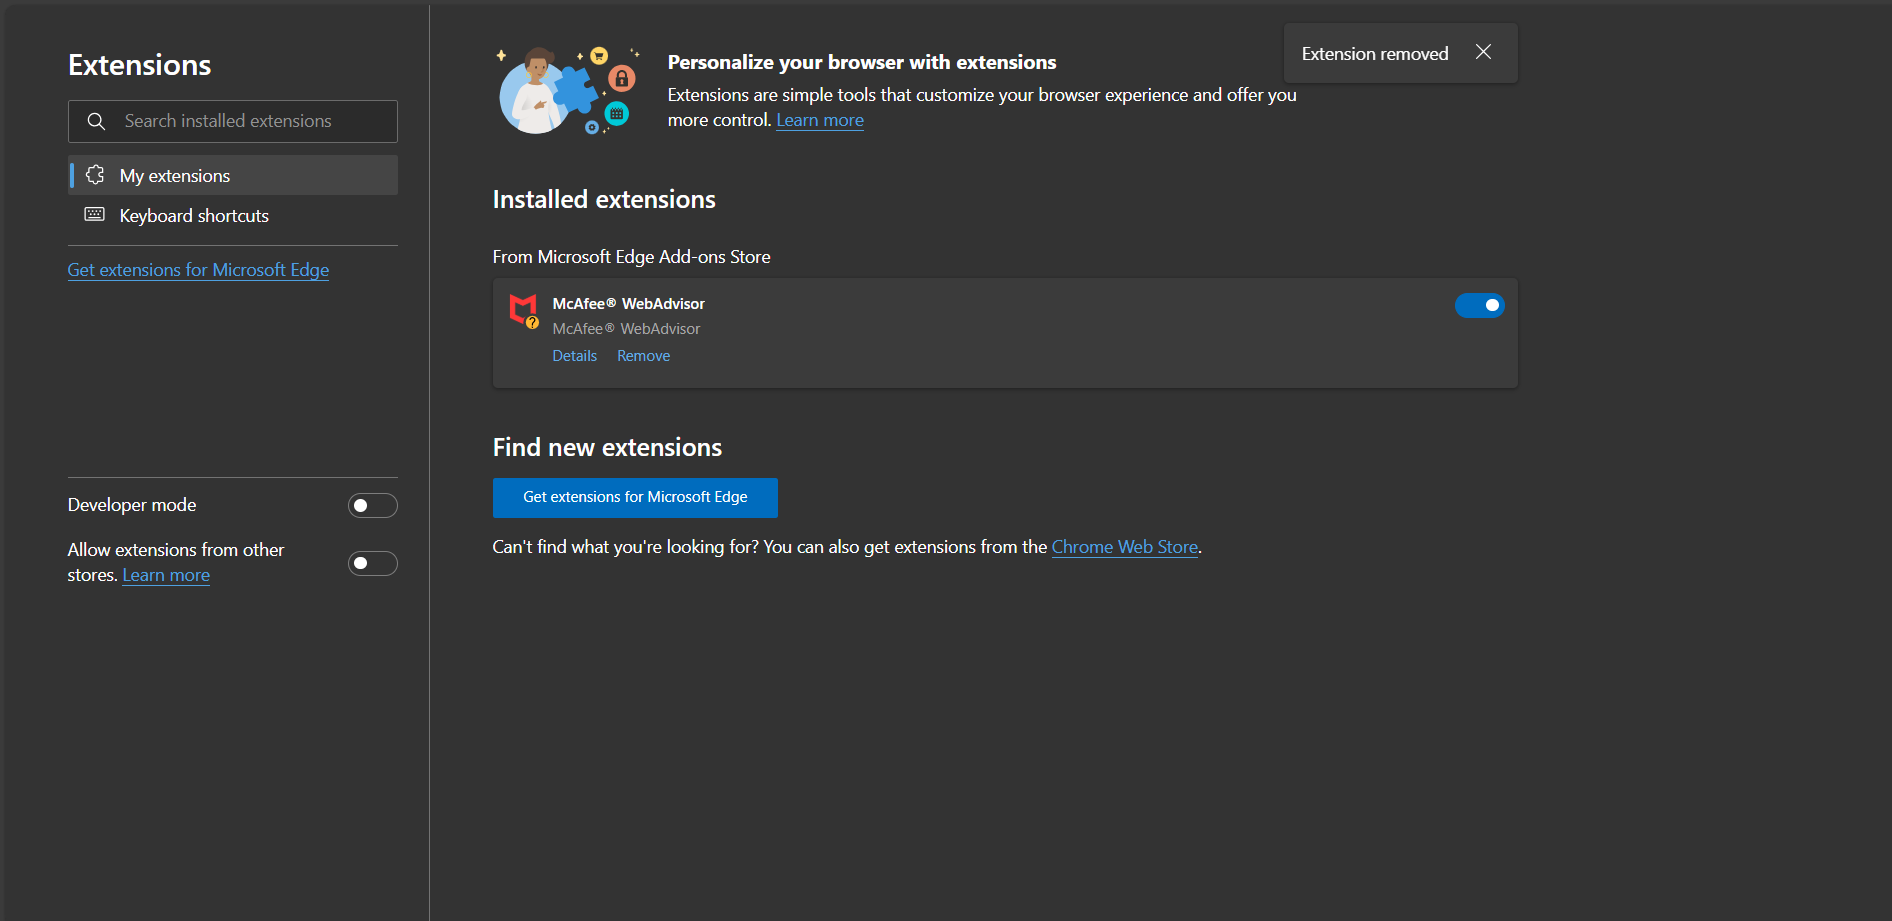 Extensions
Search installed extensions
My extensions
Keyboard shortcuts
Get extensions for Microsoft Edge
Developer mode
Allow extensions from other
stores. Learn more
Personalize your browser with extensions
Extensions are simple tools that customize your browser experience and offer you
more control. Learn more
Extension removed
Installed extensions
From Microsoft Edge Add-ons Store
McAfee® WebAdvisor
McAfee® WebAdvisor
Details Remove
Find new extensions
Get extensions for Microsoft Edge
Can't find what you're looking for? You can also get extensions from the Chrome Web Store.